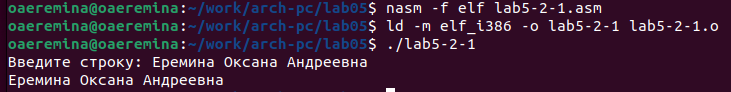 oaeremina@oaeremina:~/work/arch-pc/lab05$ nasm -f elf lab5-2-1.asm
oaeremina@oaeremina:~/work/arch-pc/lab05$ ld -m elf_i386 -o lab5-2-1 lab5-2-1.o
oaeremina@oaeremina:~/work/arch-pc/lab05$ ./lab5-2-1
Введите строку: Еремина Оксана Андреевна
Еремина Оксана Андреевна